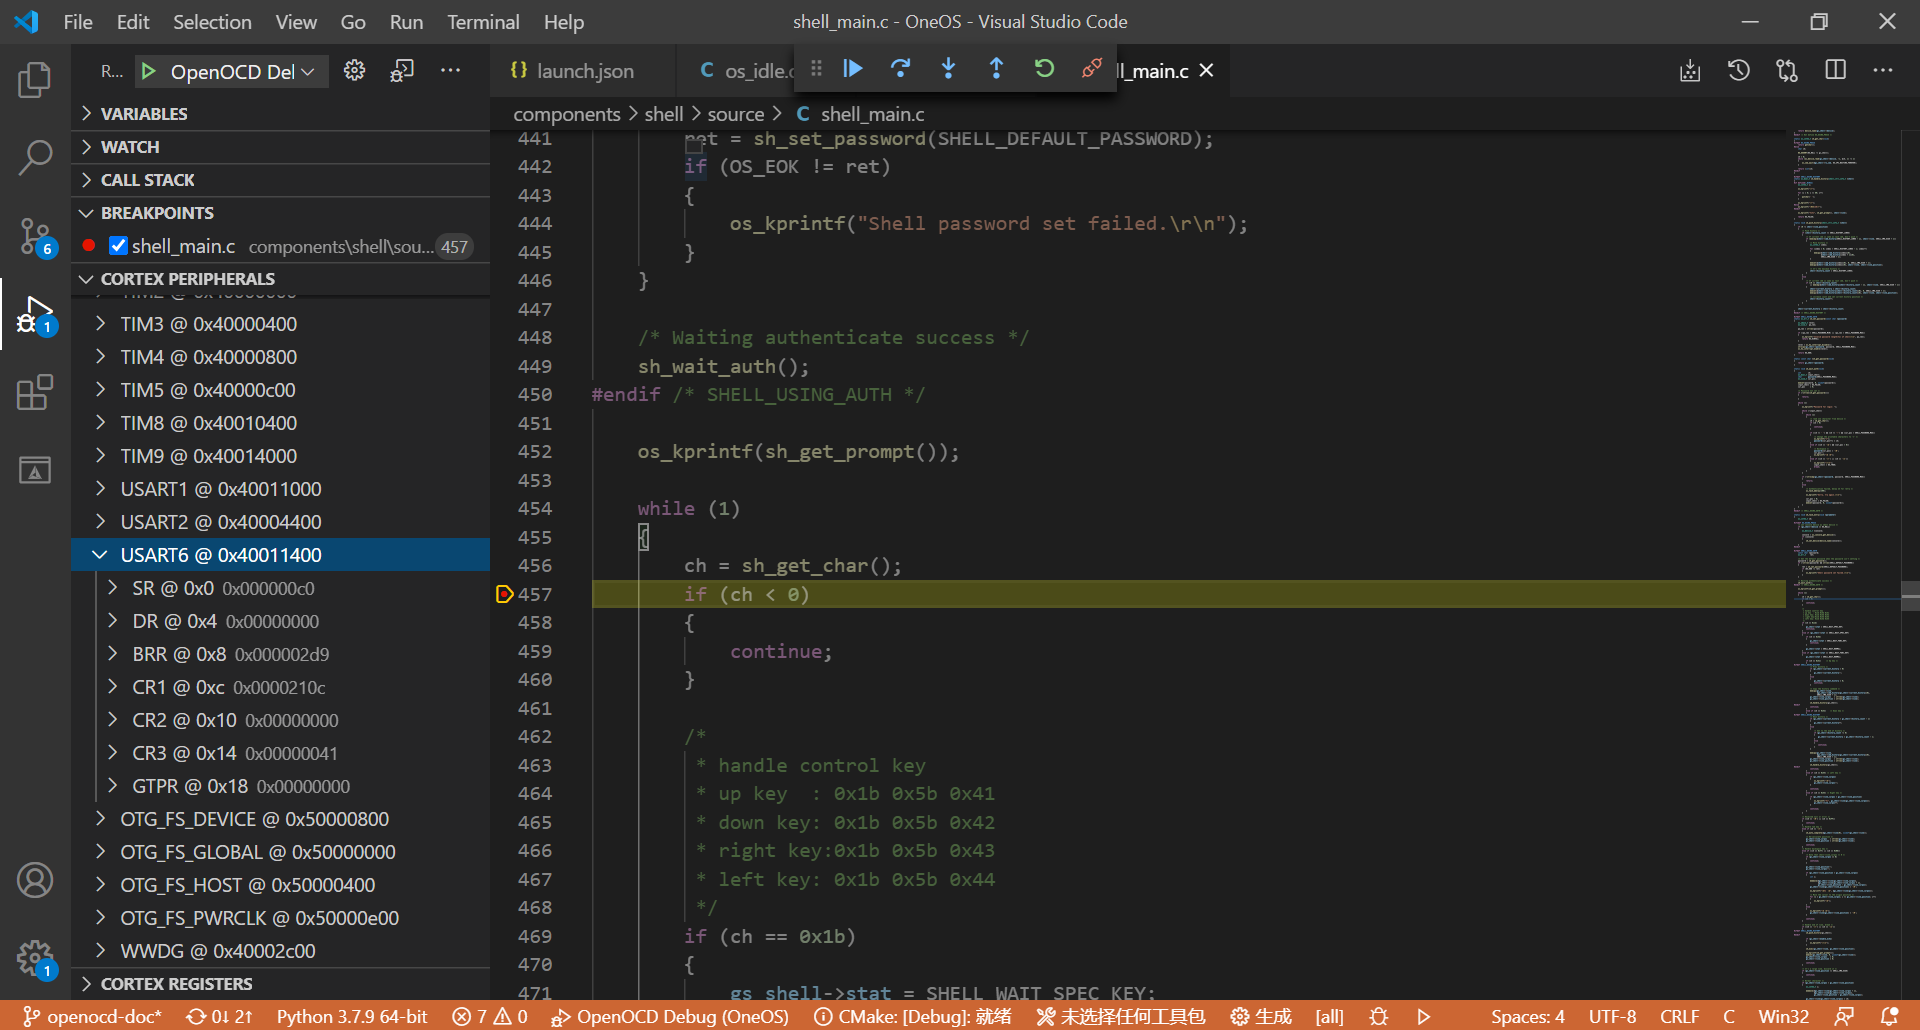 File Edit Selection View Go Run Terminal Help
shell_main.c - OneOS - Visual Studio Code
R... OpenOCD Del
launch.json
os_idle.c
ll_main.c
VARIABLES
WATCH
CALL STACK
BREAKPOINTS
shell_main.c components\shell\sou... 457
CORTEX PERIPHERALS
TIM3 @ 0x40000400
TIM4 @ 0x40000800
TIM5 @ 0x40000c00
TIM8 @ 0x40010400
TIM9 @ 0x40014000
USART1 @ 0x40011000
USART2 @ 0x40004400
USART6 @ 0x40011400
SR @ 0x0 0x000000c0
DR @ 0x4 0x00000000
BRR @ 0x8 0x000002d9
CR1 @ 0xc 0x0000210c
CR2 @ 0x10 0x00000000
CR3 @ 0x14 0x00000041
GTPR @ 0x18 0x00000000
OTG_FS_DEVICE @ 0x50000800
OTG_FS_GLOBAL @ 0x50000000
OTG_FS_HOST @ 0x50000400
OTG_FS_PWRCLK @ 0x50000e00
WWDG @ 0x40002c00
CORTEX REGISTERS
6
1
1
components > shell > source > C shell_main.c
441 ret = sh_set_password(SHELL_DEFAULT_PASSWORD);
442 if (OS_EOK != ret)
443 {
444 os_kprintf("Shell password set failed.\r\n");
445 }
446 }
447
448 /* Waiting authenticate success */
449 sh_wait_auth();
450 #endif /* SHELL_USING_AUTH */
451
452 os_kprintf(sh_get_prompt());
453
454 while (1)
455 {
456 ch = sh_get_char();
457 if (ch < 0)
458 {
459 continue;
460 }
461
462 /*
463 * handle control key
464 * up key  : 0x1b 0x5b 0x41
465 * down key: 0x1b 0x5b 0x42
466 * right key:0x1b 0x5b 0x43
467 * left key: 0x1b 0x5b 0x44
468 */
469 if (ch == 0x1b)
470 {
471 gs_shell->stat = SHELL_WAIT_SPEC_KEY;
openocd-doc* 0↓ 2↑ Python 3.7.9 64-bit 7 0 OpenOCD Debug (OneOS) CMake: [Debug]: 就绪 未选择任何工具包 生成 [all] Spaces: 4 UTF-8 CRLF C Win32